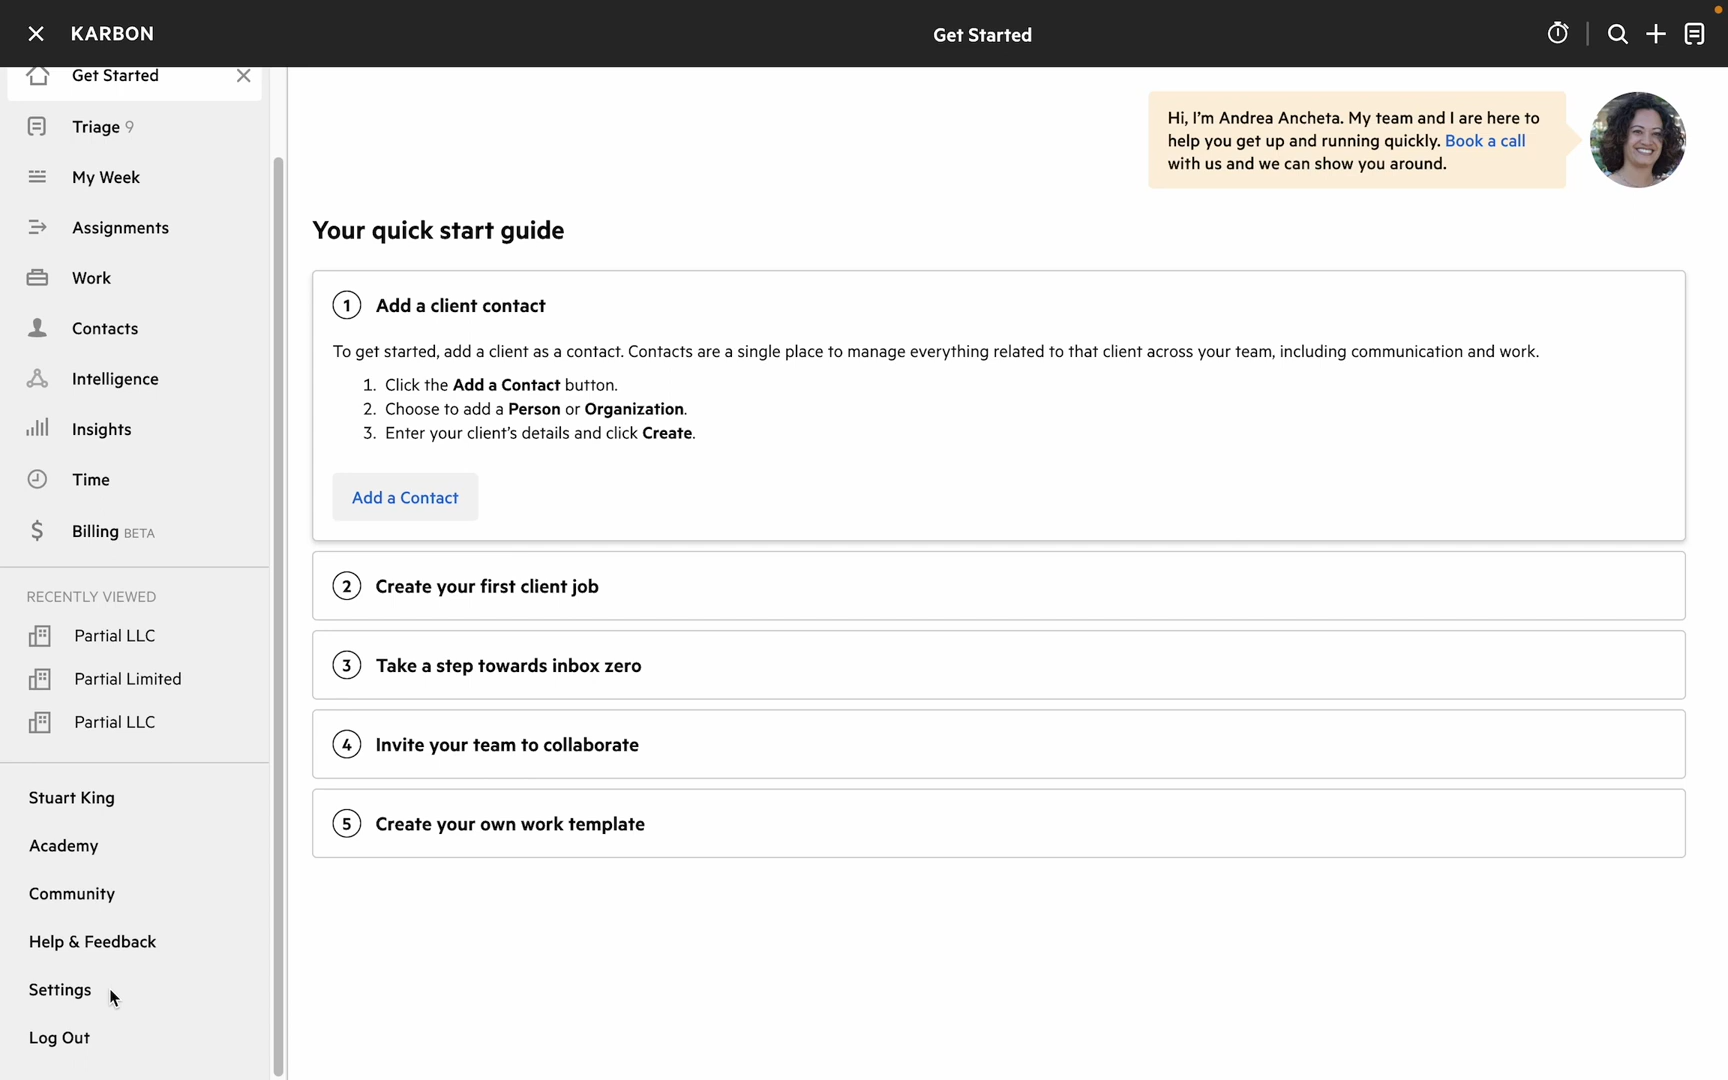 KARBON
Get Started
Get Started
Triage 9
My Week
Assignments
Work
Contacts
Intelligence
Insights
Time
Billing BETA
RECENTLY VIEWED
Partial LLC
Partial Limited
Partial LLC
Stuart King
Academy
Community
Help & Feedback
Settings
Log Out
Hi, I'm Andrea Ancheta. My team and I are here to
help you get up and running quickly. Book a call
with us and we can show you around.
Your quick start guide
1 Add a client contact
To get started, add a client as a contact. Contacts are a single place to manage everything related to that client across your team, including communication and work.
1. Click the Add a Contact button.
2. Choose to add a Person or Organization.
3. Enter your client's details and click Create.
Add a Contact
2 Create your first client job
3 Take a step towards inbox zero
4 Invite your team to collaborate
5 Create your own work template